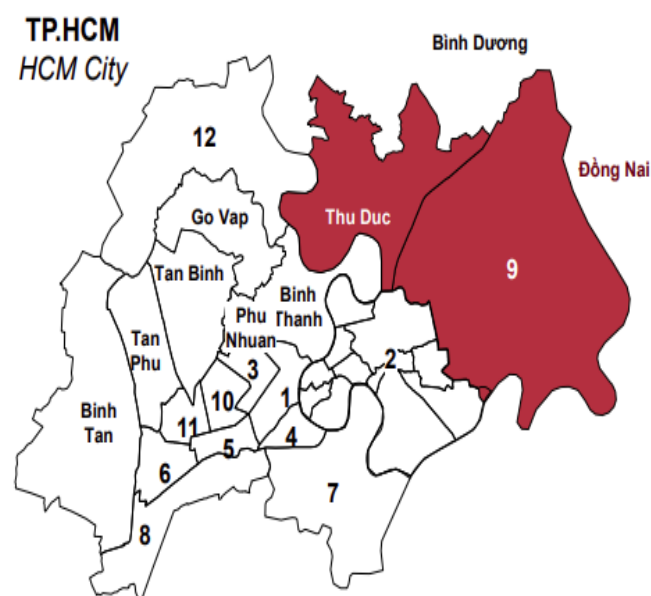 TP.HCM
HCM City
Bình Dương
12
Đồng Nai
Go Vap
Thu Duc
Tan Binh
9
Binh
Thanh
Phu
Nhuan
Tan
Phu
2
3
1
10
Binh
Tan
11
4
5
6
7
8